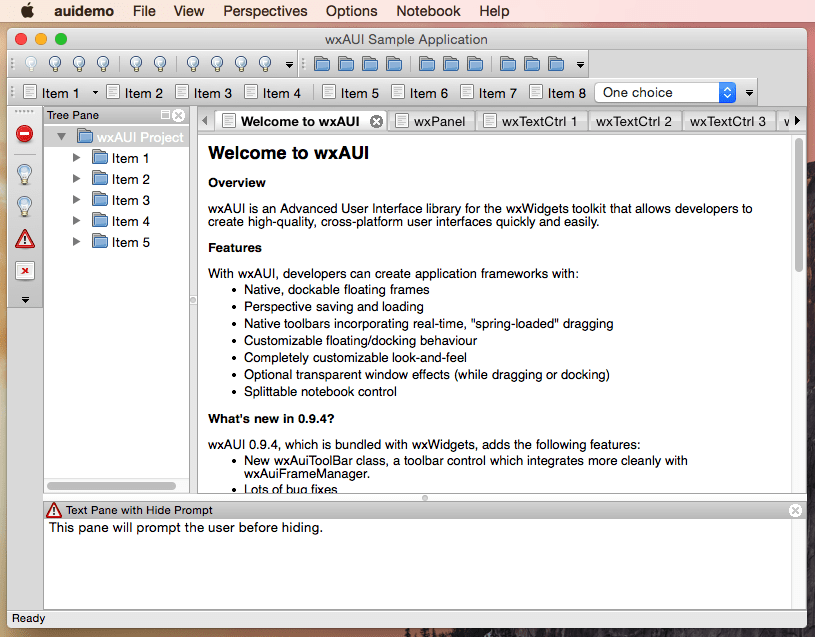 auidemo File View Perspectives Options Notebook Help
wxAUI Sample Application
Item 1 Item 2 Item 3 Item 4 Item 5 Item 6 Item 7 Item 8 One choice
Tree Pane
wxAUI Project
Item 1
Item 2
Item 3
Item 4
Item 5
Welcome to wxAUI wxPanel wxTextCtrl 1 wxTextCtrl 2 wxTextCtrl 3
Welcome to wxAUI
Overview
wxAUI is an Advanced User Interface library for the wxWidgets toolkit that allows developers to
create high-quality, cross-platform user interfaces quickly and easily.
Features
With wxAUI, developers can create application frameworks with:
• Native, dockable floating frames
• Perspective saving and loading
• Native toolbars incorporating real-time, "spring-loaded" dragging
• Customizable floating/docking behaviour
• Completely customizable look-and-feel
• Optional transparent window effects (while dragging or docking)
• Splittable notebook control
What's new in 0.9.4?
wxAUI 0.9.4, which is bundled with wxWidgets, adds the following features:
• New wxAuiToolBar class, a toolbar control which integrates more cleanly with
wxAuiFrameManager.
• Lots of bug fixes
Text Pane with Hide Prompt
This pane will prompt the user before hiding.
Ready